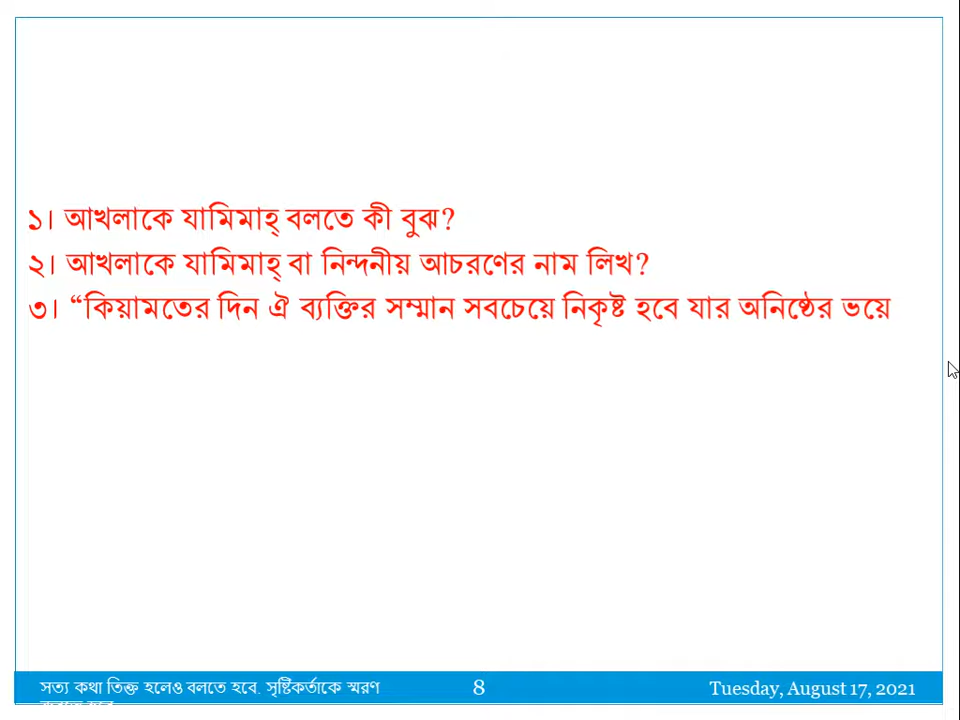 ১। আখলাকে যামিমাহ্ বলতে কী বুঝ?
২। আখলাকে যামিমাহ্ বা নিন্দনীয় আচরণের নাম লিখ?
৩। “কিয়ামতের দিন ঐ ব্যক্তির সম্মান সবচেয়ে নিকৃষ্ট হবে যার অনিষ্ঠের ভয়ে
সত্য কথা তিক্ত হলেও বলতে হবে. সৃষ্টিকর্তাকে স্মরণ
8
Tuesday, August 17, 2021